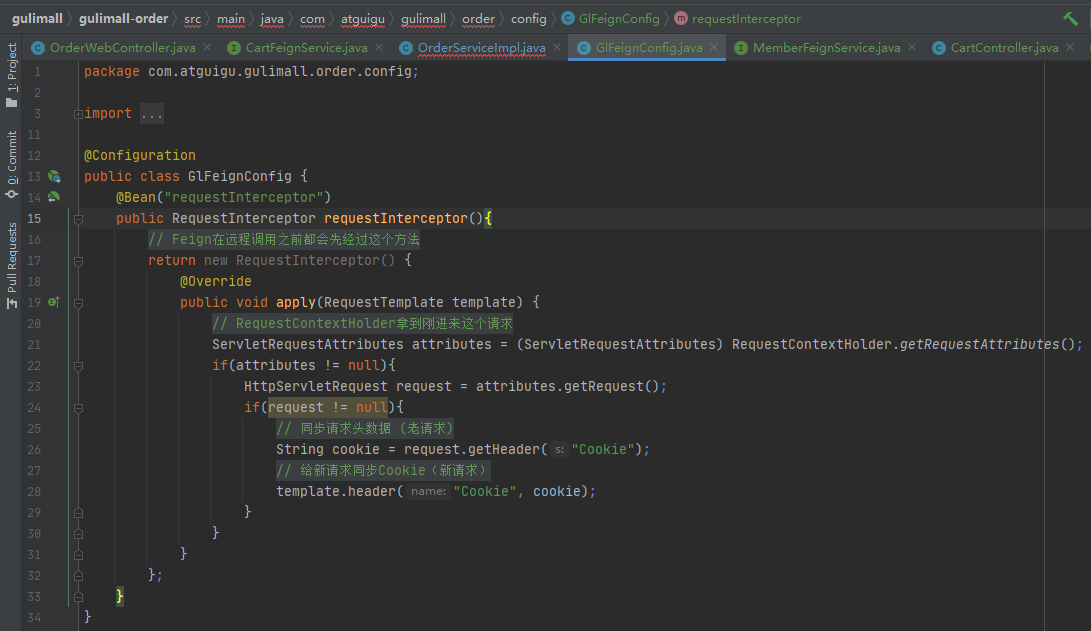 gulimall gulimall-order src main java com atguigu gulimall order config GlFeignConfig requestInterceptor
OrderWebController.java CartFeignService.java OrderServiceImpl.java GlFeignConfig.java MemberFeignService.java CartController.java
1: Project
0: Commit
Pull Requests
1 package com.atguigu.gulimall.order.config;
2
3 import ...
11
12 @Configuration
13 public class GlFeignConfig {
14 @Bean("requestInterceptor")
15 public RequestInterceptor requestInterceptor(){
16 // Feign在远程调用之前都会先经过这个方法
17 return new RequestInterceptor() {
18 @Override
19 public void apply(RequestTemplate template) {
20 // RequestContextHolder拿到刚进来这个请求
21 ServletRequestAttributes attributes = (ServletRequestAttributes) RequestContextHolder.getRequestAttributes();
22 if(attributes != null){
23 HttpServletRequest request = attributes.getRequest();
24 if(request != null){
25 // 同步请求头数据 (老请求)
26 String cookie = request.getHeader( s: "Cookie");
27 // 给新请求同步Cookie（新请求）
28 template.header( name: "Cookie", cookie);
29 }
30 }
31 }
32 };
33 }
34 }